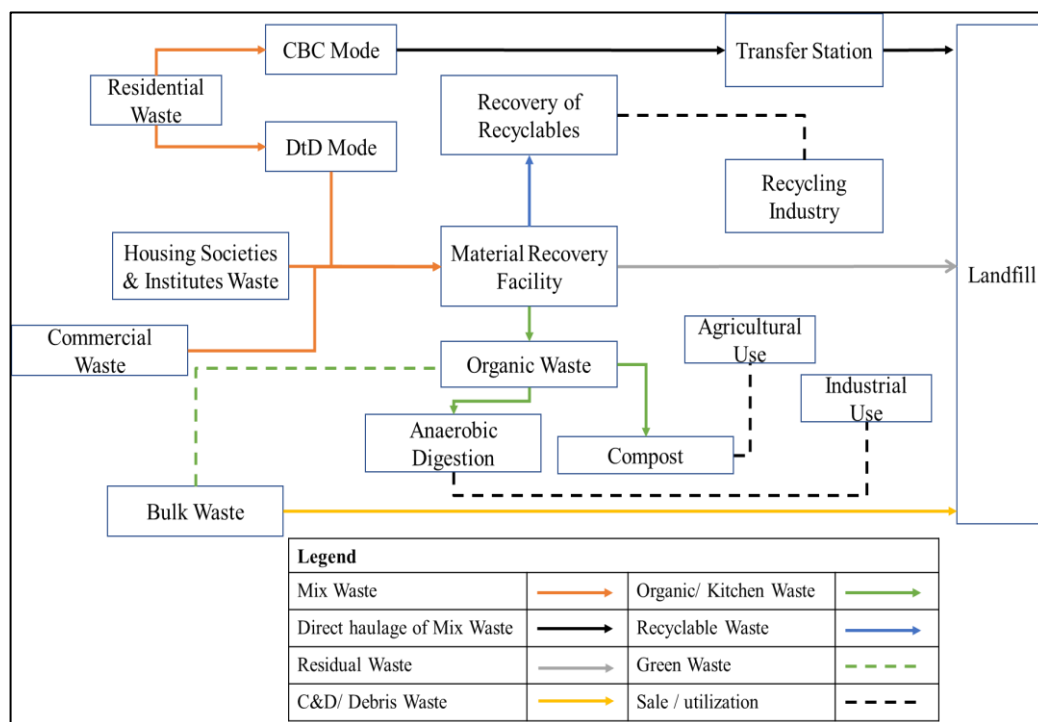 CBC Mode
Transfer Station
Residential
Waste
Recovery of
Recyclables
DtD Mode
Recycling
Industry
Housing Societies
& Institutes Waste
Material Recovery
Facility
Landfill
Commercial
Waste
Agricultural
Use
Organic Waste
Industrial
Use
Anaerobic
Digestion
Compost
Bulk Waste
Legend
Mix Waste
Organic/ Kitchen Waste
Direct haulage of Mix Waste
Recyclable Waste
Residual Waste
Green Waste
C&D/ Debris Waste
Sale / utilization